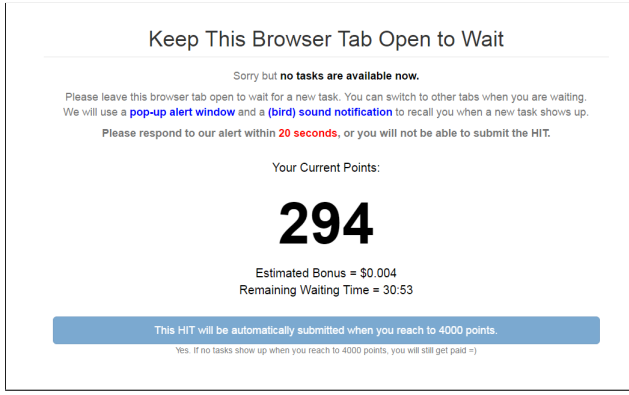 Keep This Browser Tab Open to Wait
Sorry but no tasks are available now.
Please leave this browser tab open to wait for a new task. You can switch to other tabs when you are waiting.
We will use a pop-up alert window and a (bird) sound notification to recall you when a new task shows up.
Please respond to our alert within 20 seconds, or you will not be able to submit the HIT.
Your Current Points:
294
Estimated Bonus = $0.004
Remaining Waiting Time = 30:53
This HIT will be automatically submitted when you reach to 4000 points.
Yes. If no tasks show up when you reach to 4000 points, you will still get paid =)